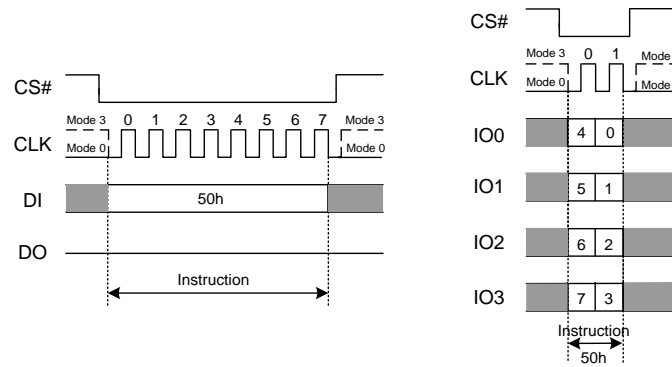 CS#
Mode 3 0 1 2 3 4 5 6 7 Mode 3
CLK Mode 0 Mode 0
DI 50h
DO
Instruction
CS#
Mode 3 0 1 Mode
CLK Mode 0 Mode
IO0 4 0
IO1 5 1
IO2 6 2
IO3 7 3
Instruction
50h